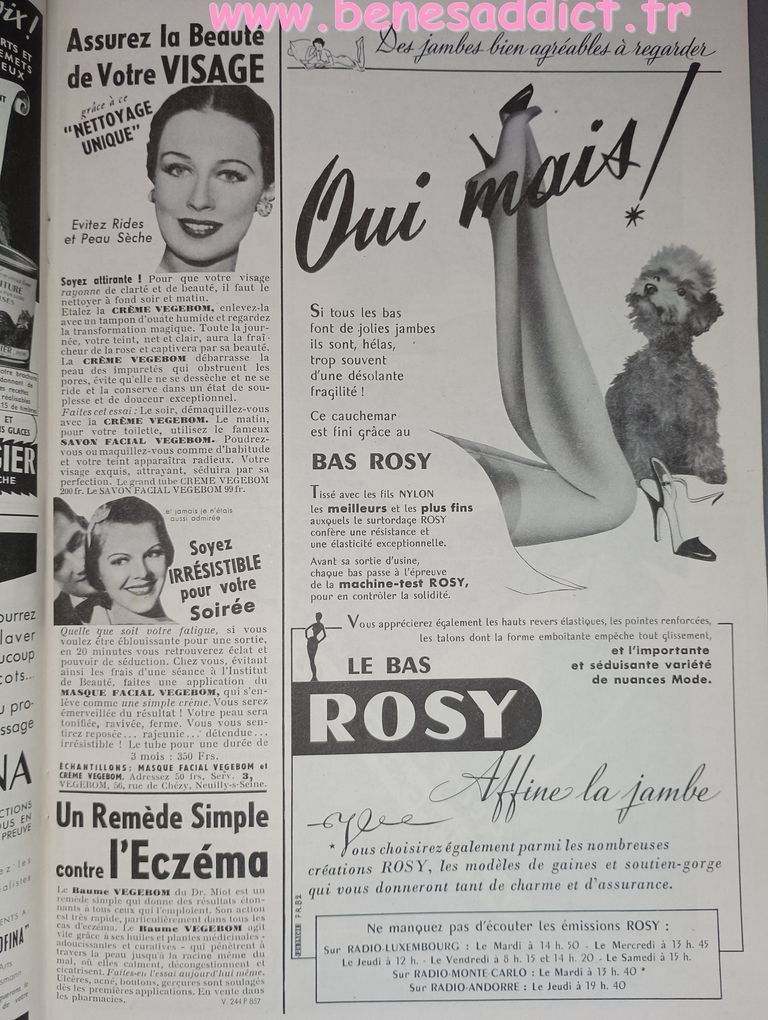 www.benesaddict.fr
oix!
ARTS ET
EMETS
EUX
Assurez la Beauté
de Votre VISAGE
grâce à ce
"NETTOYAGE
UNIQUE"
Evitez Rides
et Peau Sèche
Soyez attirante ! Pour que votre visage
rayonne de clarté et de beauté, il faut le
nettoyer à fond soir et matin.
Etalez la CRÈME VEGEBOM, enlevez-la
avec un tampon d'ouate humide et regardez
la transformation magique. Toute la jour-
née, votre teint, net et clair, aura la fraî-
cheur de la rose et captivera par sa beauté.
La CRÈME VEGEBOM débarrasse la
peau des impuretés qui obstruent les
pores, évite qu'elle ne se dessèche et ne se
ride et la conserve dans un état de sou-
plesse et de douceur exceptionnel.
Faites cet essai : Le soir, démaquillez-vous
avec la CRÈME VEGEBOM. Le matin,
pour votre toilette, utilisez le fameux
SAVON FACIAL VEGEBOM. Poudrez-
vous ou maquillez-vous comme d'habitude
et votre teint apparaîtra radieux. Votre
visage exquis, attrayant, séduira par sa
perfection. Le grand tube CREME VEGEBOM
200 fr. Le SAVON FACIAL VEGEBOM 99 fr.
..et jamais je n'étais
aussi admirée
Soyez
IRRÉSISTIBLE
pour votre
Soirée
Quelle que soit votre fatigue, si vous
voulez être éblouissante pour une sortie,
en 20 minutes vous retrouverez éclat et
pouvoir de séduction. Chez vous, évitant
ainsi les frais d'une séance à l'Institut
de Beauté, faites une application du
MASQUE FACIAL VEGEBOM, qui s'en-
lève comme une simple crème. Vous serez
émerveillée du résultat ! Votre peau sera
tonifiée, ravivée, ferme. Vous vous sen-
tirez reposée... rajeunie... détendue...
irrésistible ! Le tube pour une durée de
3 mois : 350 Frs.
ÉCHANTILLONS : MASQUE FACIAL VEGEBOM et
CRÈME VEGEBOM. Adressez 50 frs, Serv. 3,
VEGEBOM, 56, rue de Chézy, Neuilly-s-Seine.
Un Remède Simple
contre l'Eczéma
Le Baume VEGEBOM du Dr. Miot est un
remède simple qui donne des résultats éton-
nants à tous ceux qui l'emploient. Son action
est très rapide, particulièrement dans tous les
cas d'eczéma. Le Baume VEGEBOM agit
vite grâce à ses huiles et plantes médicinales -
adoucissantes et curatives - qui pénètrent à
travers la peau jusqu'à la racine même du
mal, où elles calment, décongestionnent et
cicatrisent. Faites-en l'essai aujourd'hui même.
Ulcères, acné, boutons, gerçures sont soulagés
dès les premières applications. En vente dans
les pharmacies.
V. 244 P 857
Des jambes bien agréables à regarder
Oui mais !
*
Si tous les bas
font de jolies jambes
ils sont, hélas,
trop souvent
d'une désolante
fragilité !
Ce cauchemar
est fini grâce au
BAS ROSY
Tissé avec les fils NYLON
les meilleurs et les plus fins
auxquels le surtordage ROSY
confère une résistance et
une élasticité exceptionnelle.
Avant sa sortie d'usine,
chaque bas passe à l'épreuve
de la machine-test ROSY,
pour en contrôler la solidité.
Vous apprécierez également les hauts revers élastiques, les pointes renforcées,
les talons dont la forme emboîtante empêche tout glissement,
et l'importante
et séduisante variété
de nuances Mode.
LE BAS
ROSY
Affine la jambe
* Vous choisirez également parmi les nombreuses
créations ROSY, les modèles de gaines et soutien-gorge
qui vous donneront tant de charme et d'assurance.
Ne manquez pas d'écouter les émissions ROSY :
Sur RADIO-LUXEMBOURG : Le Mardi à 14 h. 50 - Le Mercredi à 13 h. 45
Le Jeudi à 12 h. - Le Vendredi à 8 h. 15 et 14 h. 20 - Le Samedi à 15 h.
Sur RADIO-MONTE-CARLO : Le Mardi à 13 h. 40 *
Sur RADIO-ANDORRE : Le Jeudi à 19 h. 40